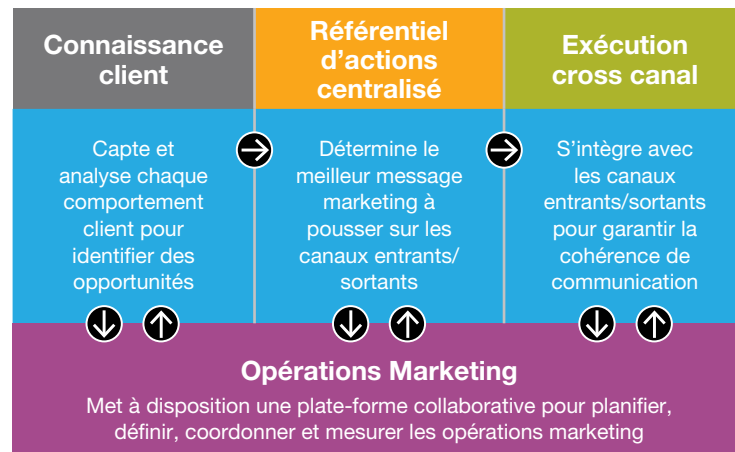 Connaissance
client
Référentiel
d'actions
centralisé
Exécution
cross canal
Capte et
analyse chaque
comportement
client pour
identifier des
opportunités
Détermine le
meilleur message
marketing à
pousser sur les
canaux entrants/
sortants
S'intègre avec
les canaux
entrants/sortants
pour garantir la
cohérence de
communication
Opérations Marketing
Met à disposition une plate-forme collaborative pour planifier,
définir, coordonner et mesurer les opérations marketing